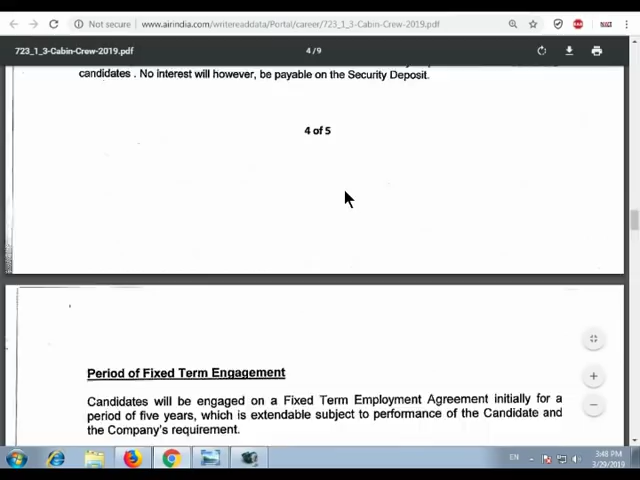 Not secure | www.airindia.com/writereaddata/Portal/career/723_1_3-Cabin-Crew-2019.pdf
723_1_3-Cabin-Crew-2019.pdf
4 / 9
candidates . No interest will however, be payable on the Security Deposit.
4 of 5
Period of Fixed Term Engagement
Candidates will be engaged on a Fixed Term Employment Agreement initially for a
period of five years, which is extendable subject to performance of the Candidate and
the Company's requirement.
EN
3:48 PM
3/29/2019